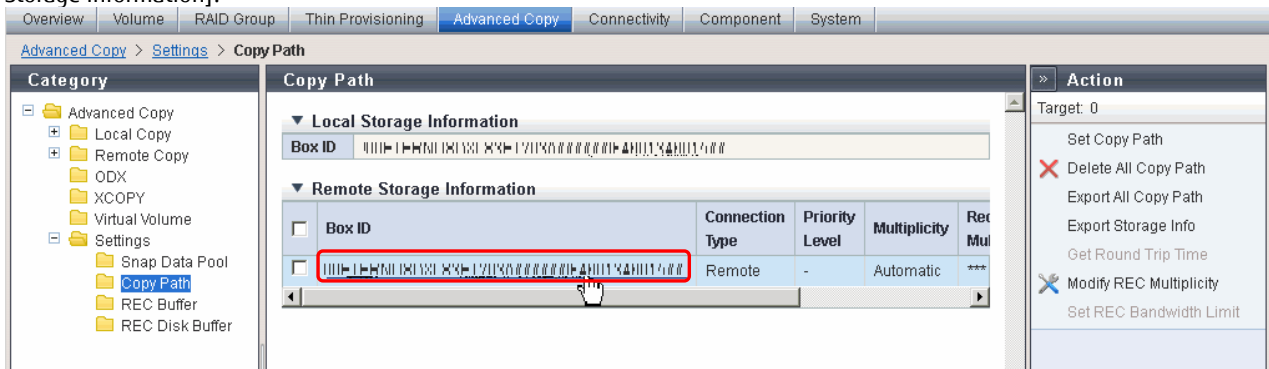 Storage Information].
Overview Volume RAID Group Thin Provisioning Advanced Copy Connectivity Component System
Advanced Copy > Settings > Copy Path
Category
Advanced Copy
Local Copy
Remote Copy
ODX
XCOPY
Virtual Volume
Settings
Snap Data Pool
Copy Path
REC Buffer
REC Disk Buffer
Copy Path
Local Storage Information
Box ID
Remote Storage Information
Box ID Connection Type Priority Level Multiplicity
Remote - Automatic ***
» Action
Target: 0
Set Copy Path
Delete All Copy Path
Export All Copy Path
Export Storage Info
Get Round Trip Time
Modify REC Multiplicity
Set REC Bandwidth Limit